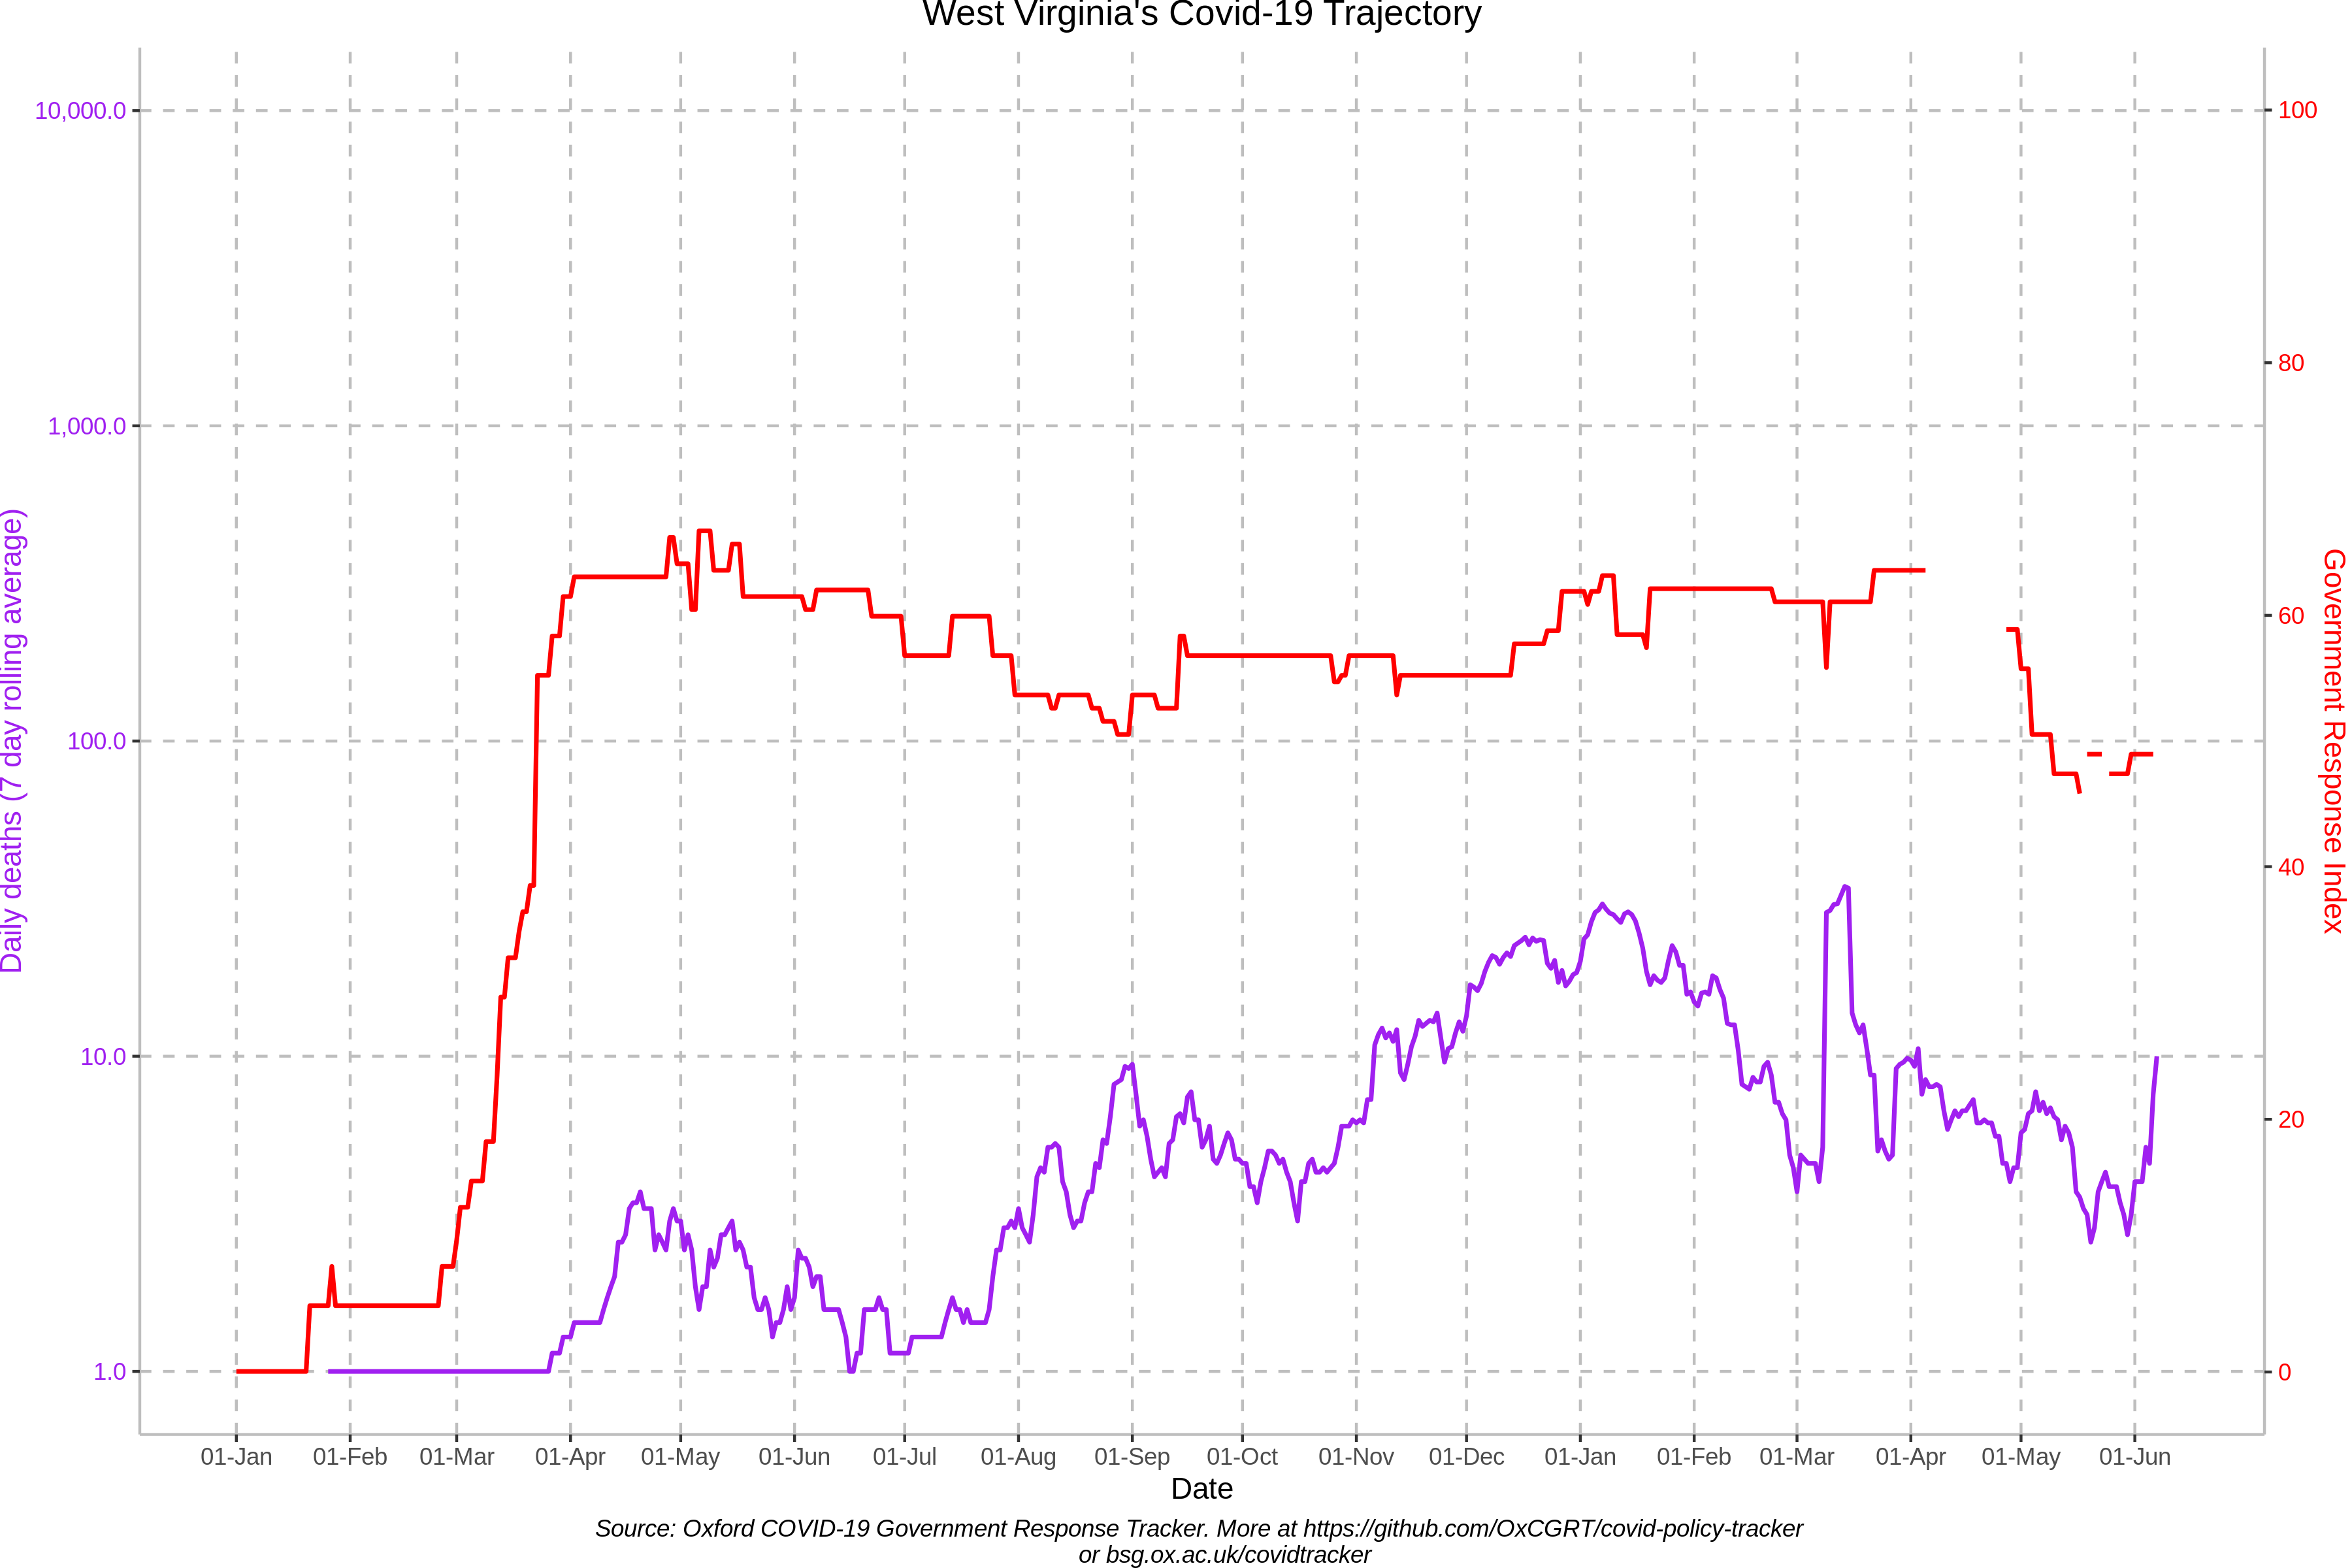 West Virginia's Covid-19 Trajectory
10,000.0
1,000.0
100.0
10.0
1.0
Daily deaths (7 day rolling average)
100
80
60
40
20
0
Government Response Index
01-Jan 01-Feb 01-Mar 01-Apr 01-May 01-Jun 01-Jul 01-Aug 01-Sep 01-Oct 01-Nov 01-Dec 01-Jan 01-Feb 01-Mar 01-Apr 01-May 01-Jun
Date
Source: Oxford COVID-19 Government Response Tracker. More at https://github.com/OxCGRT/covid-policy-tracker
or bsg.ox.ac.uk/covidtracker